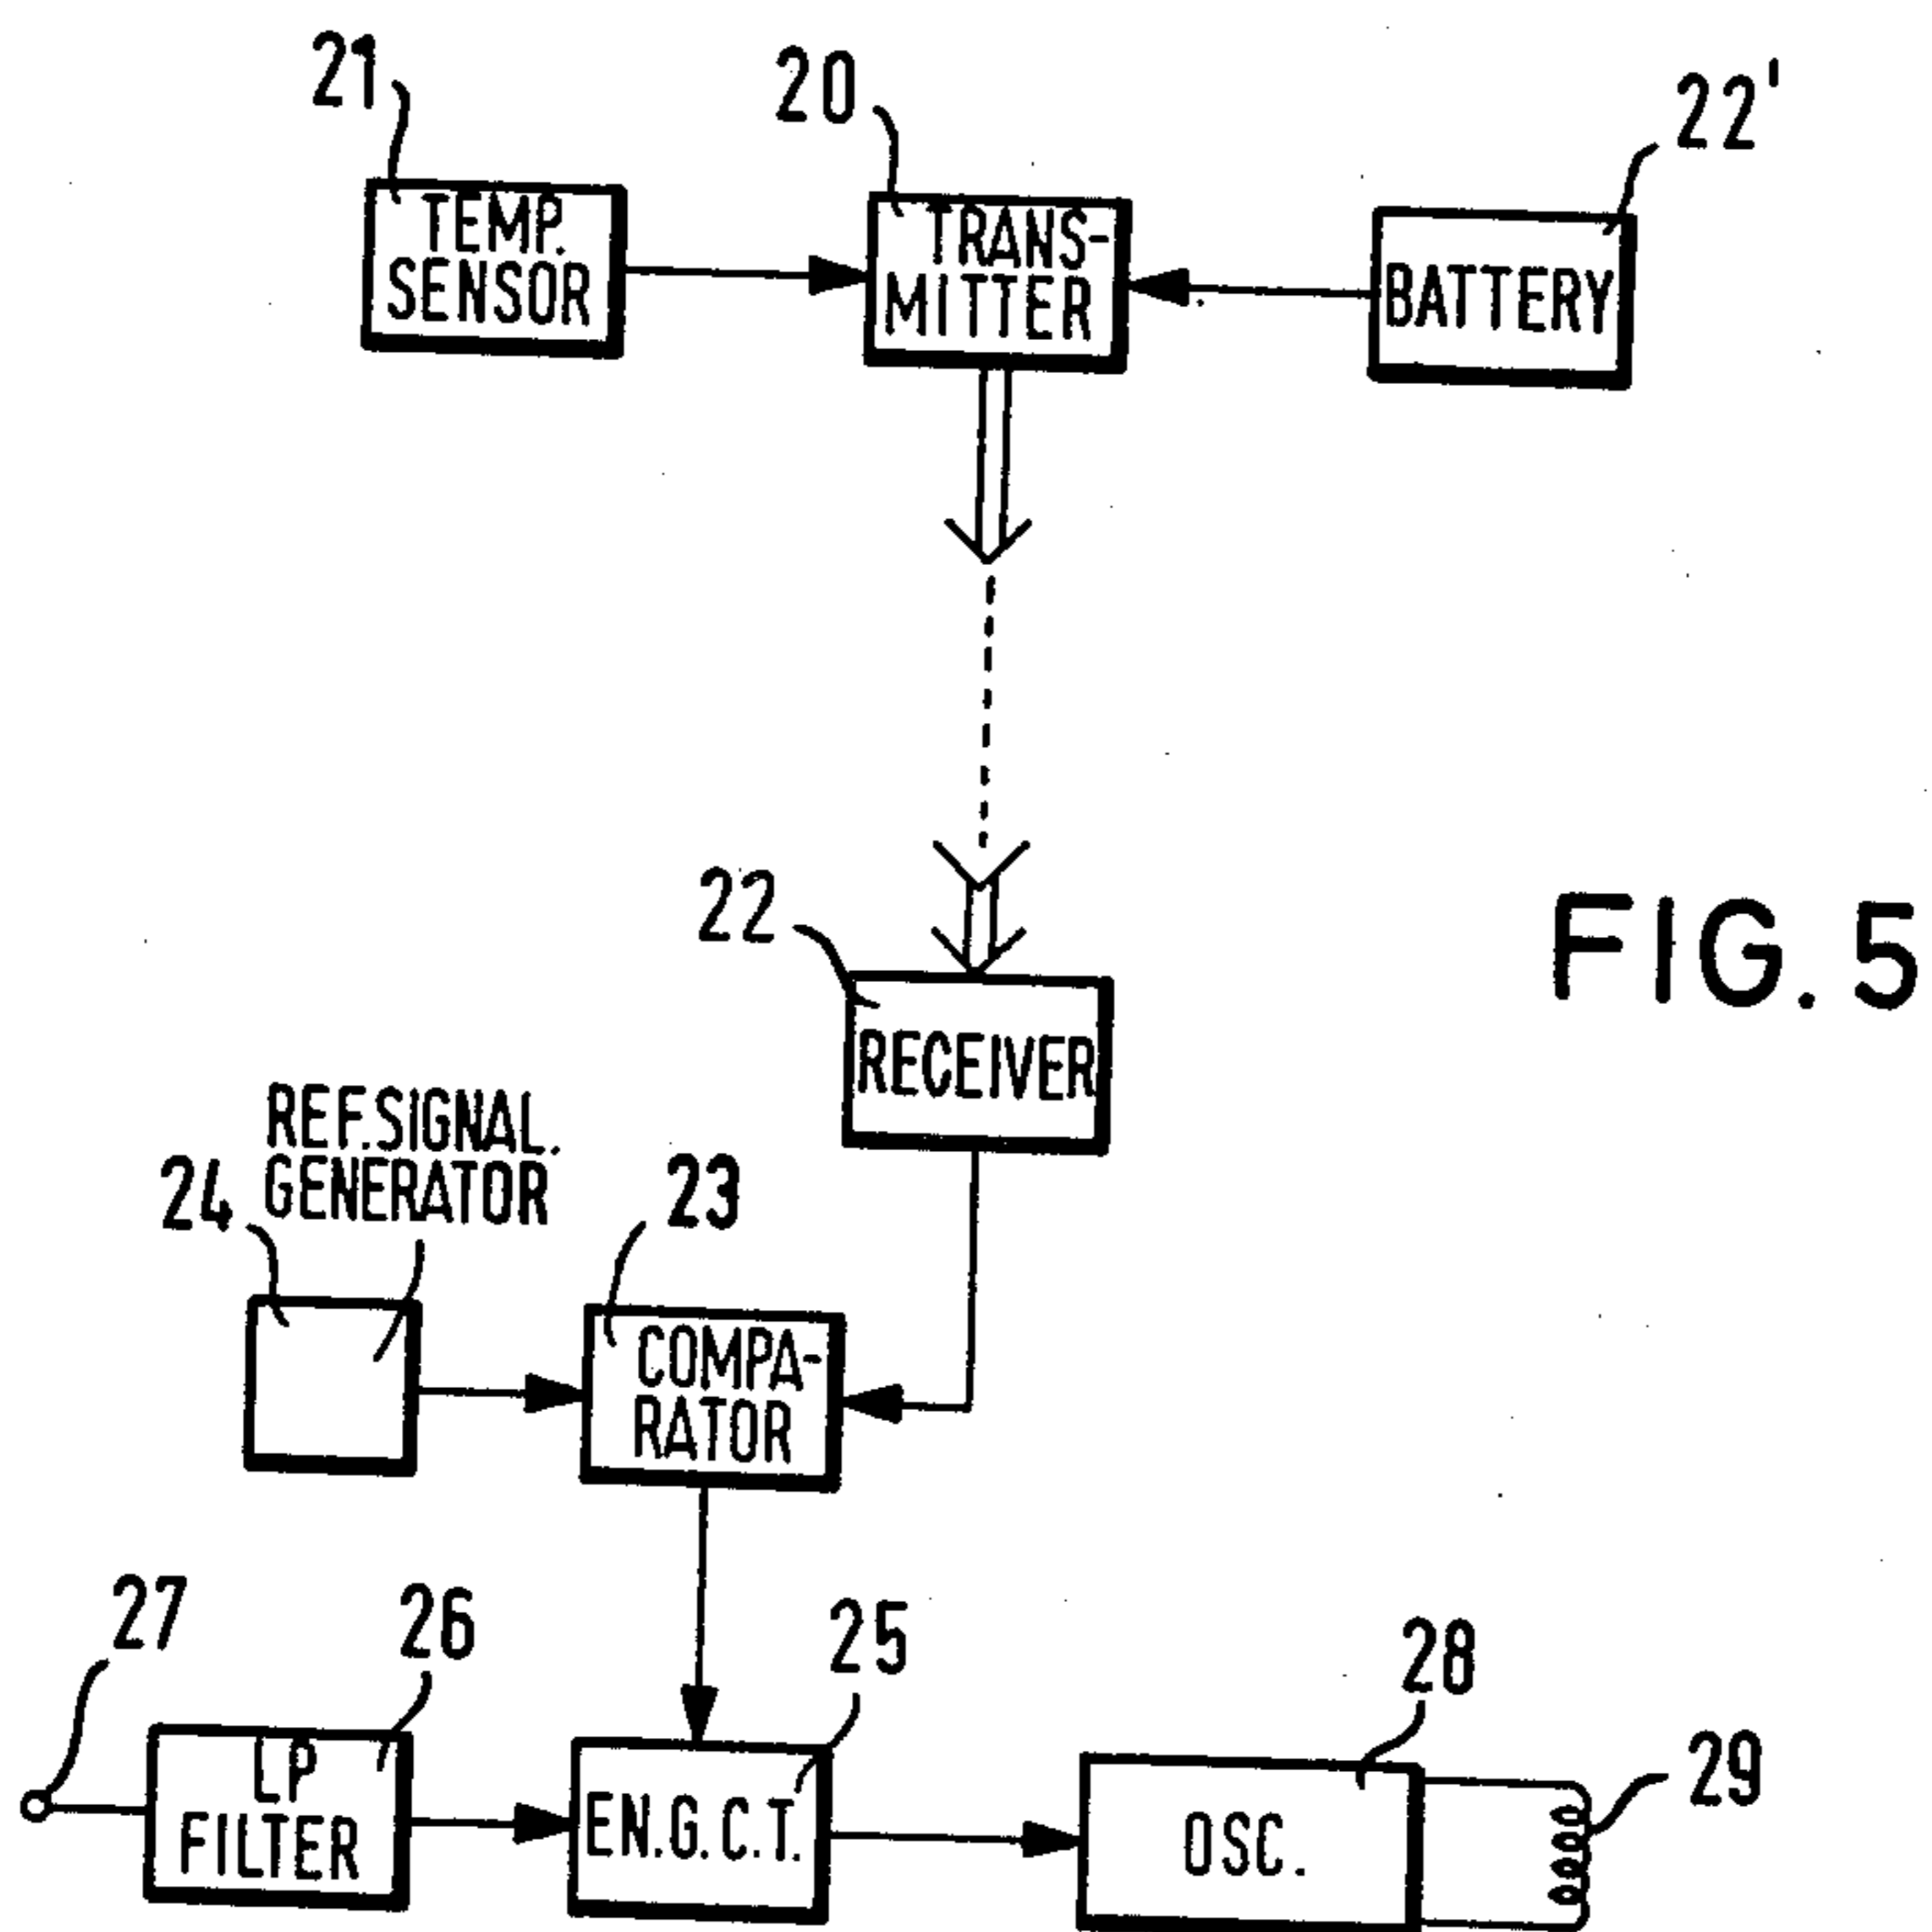 21
20
22'
TEMP.
SENSOR
TRANS-
MITTER
BATTERY
22
RECEIVER
FIG. 5
REF.SIGNAL.
GENERATOR
24
23
COMPA-
RATOR
27
26
25
28
29
LP
FILTER
EN.G.C.T.
OSC.